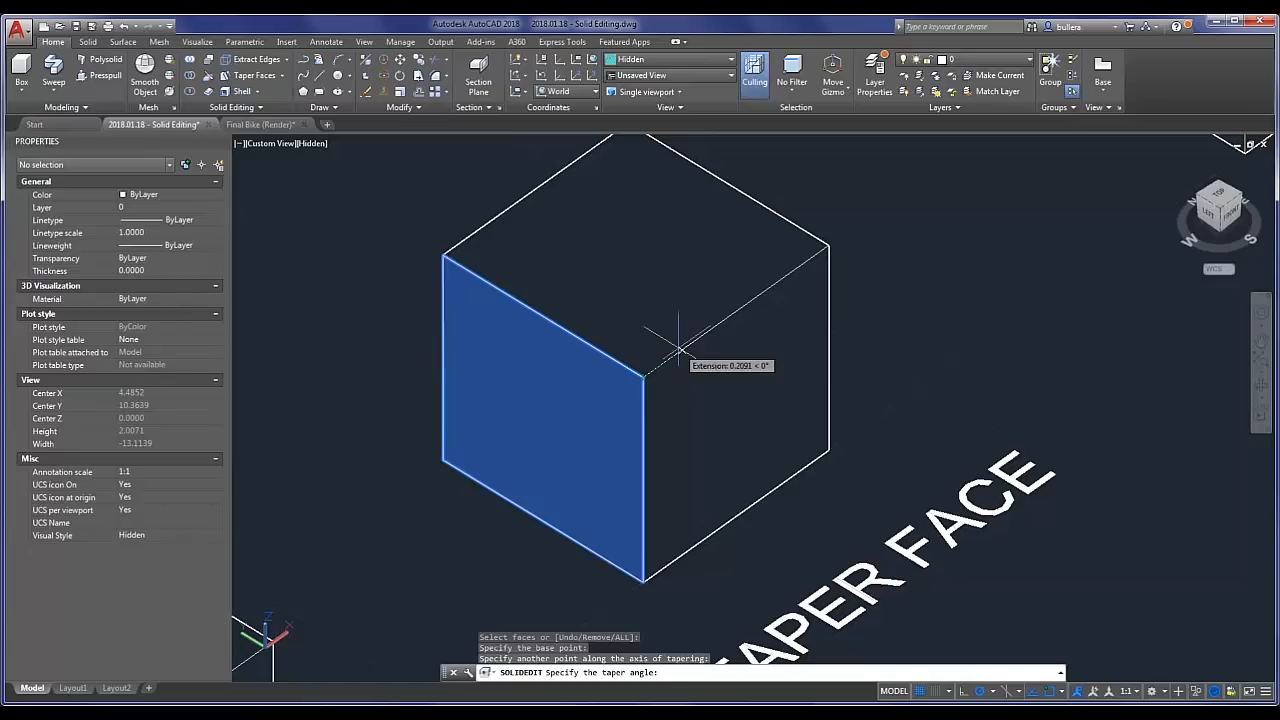 Autodesk AutoCAD 2018 2018.01.18 - Solid Editing.dwg
Type a keyword or phrase
bullera
Home Solid Surface Mesh Visualize Parametric Insert Annotate View Manage Output Add-ins A360 Express Tools Featured Apps
Box
Sweep
Polysolid
Presspull
Smooth Object
Extract Edges
Taper Faces
Shell
Section Plane
World
Hidden
Unsaved View
Single viewport
Culling
No Filter
Move Gizmo
Layer Properties
0
Make Current
Match Layer
Group
Base
Modeling Mesh Solid Editing Draw Modify Section Coordinates View Selection Layers Groups View
Start 2018.01.18 - Solid Editing* Final Bike (Render)*
PROPERTIES
[−][Custom View][Hidden]
No selection
General
Color ByLayer
Layer 0
Linetype ByLayer
Linetype scale 1.0000
Lineweight ByLayer
Transparency ByLayer
Thickness 0.0000
3D Visualization
Material ByLayer
Plot style
Plot style ByColor
Plot style table None
Plot table attached to Model
Plot table type Not available
View
Center X 4.4852
Center Y 10.3639
Center Z 0.0000
Height 2.0071
Width -13.1139
Misc
Annotation scale 1:1
UCS icon On Yes
UCS icon at origin Yes
UCS per viewport Yes
UCS Name
Visual Style Hidden
TOP
LEFT
FRONT
W
S
WCS
Extension: 0.2091 < 0°
TAPER FACE
Z
X
Select faces or [Undo/Remove/ALL]:
Specify the base point:
Specify another point along the axis of tapering:
SOLIDEDIT Specify the taper angle:
Model Layout1 Layout2 +
MODEL
1:1